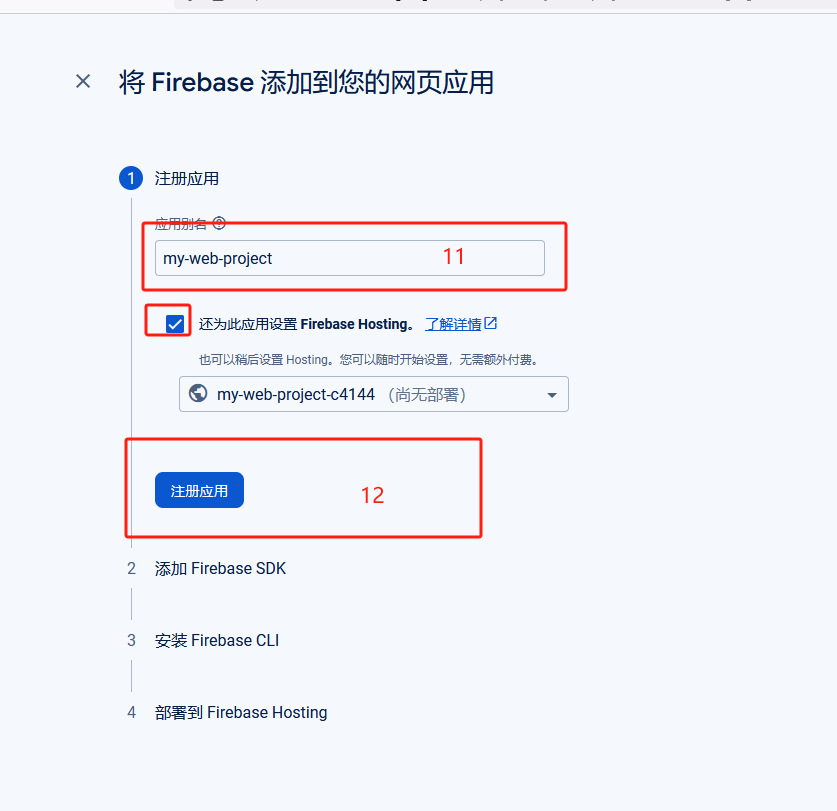 将 Firebase 添加到您的网页应用
1 注册应用
应用别名
my-web-project 11
还为此应用设置 Firebase Hosting。 了解详情
也可以稍后设置 Hosting。您可以随时开始设置，无需额外付费。
my-web-project-c4144 （尚无部署）
注册应用 12
2 添加 Firebase SDK
3 安装 Firebase CLI
4 部署到 Firebase Hosting